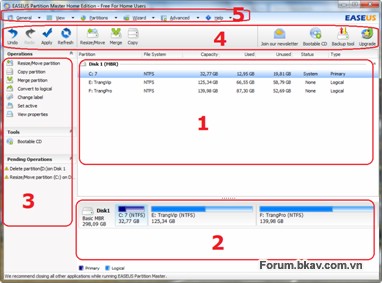 EASEUS Partition Master Home Edition - Free For Home Users
General View Partitions Wizard Advanced Help
5
EASEUS
Undo Redo Apply Refresh Resize/Move Merge Copy
4
Join our newsletter Bootable CD Backup tool Upgrade
Operations
Resize/Move partition
Copy partition
Merge partition
Convert to logical
Change label
Set active
View properties
Tools
Bootable CD
Pending Operations
Delete partition(D:)on Disk 1
Resize/Move partition (C:) on D
3
Partition File System Capacity Used Unused Status Type
Disk1 (MBR)
C: 7 NTFS 32,77 GB 12,95 GB 19,81 GB System Primary
E: TrangVip NTFS 125,34 GB 66,55 GB 58,79 GB None Logical
F: TrangPro NTFS 139,98 GB 87,30 GB 52,69 GB None Logical
1
Disk1
Basic MBR
298,09 GB
C: 7 (NTFS)
32,77 GB
E: TrangVip (NTFS)
125,34 GB
F: TrangPro (NTFS)
139,98 GB
2
Primary Logical
Forum.bkav.com.vn
We recommend closing all other applications while running EASEUS Partition Master.